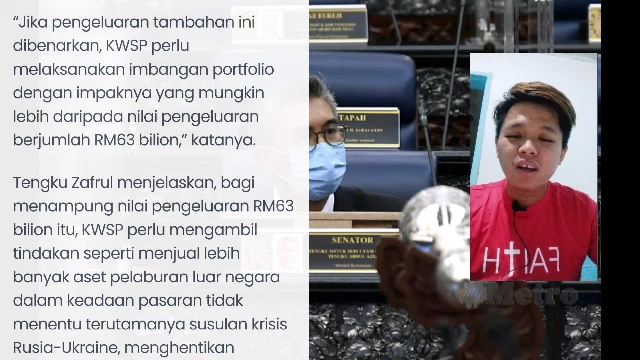 “Jika pengeluaran tambahan ini
dibenarkan, KWSP perlu
melaksanakan imbangan portfolio
dengan impaknya yang mungkin
lebih daripada nilai pengeluaran
berjumlah RM63 bilion,” katanya.
Tengku Zafrul menjelaskan, bagi
menampung nilai pengeluaran RM63
bilion itu, KWSP perlu mengambil
tindakan seperti menjual lebih
banyak aset pelaburan luar negara
dalam keadaan pasaran tidak
menentu terutamanya susulan krisis
Rusia-Ukraine, menghentikan
KETEREH
TAPAH
SENATOR
FAITH
Metro